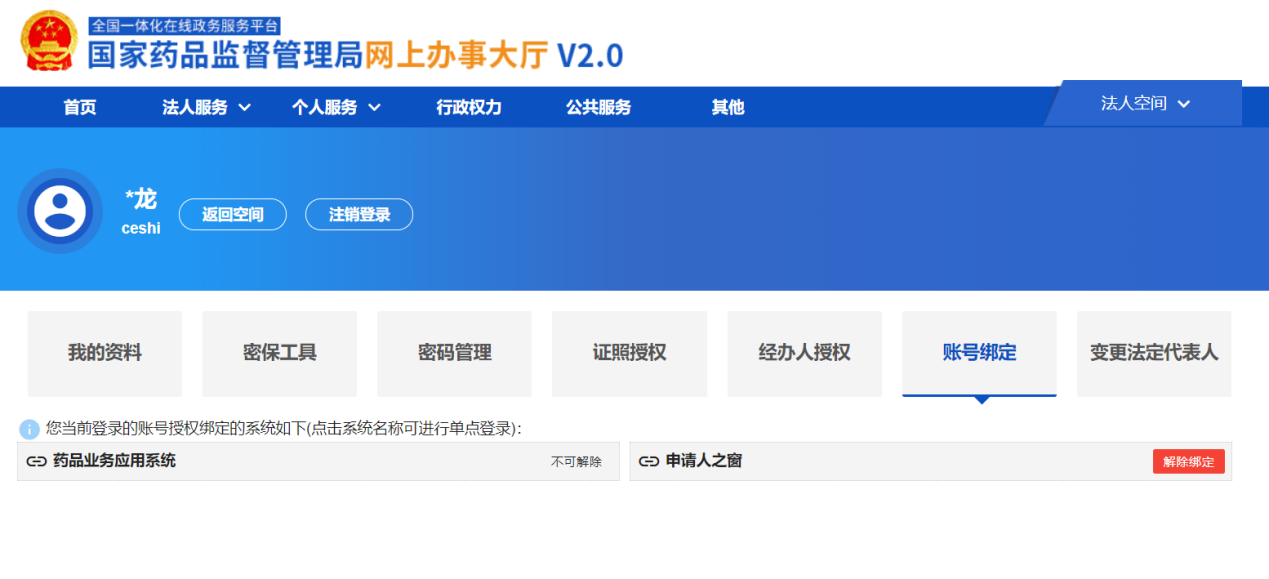 全国一体化在线政务服务平台
国家药品监督管理局网上办事大厅 V2.0
首页 法人服务 个人服务 行政权力 公共服务 其他 法人空间
*龙
ceshi
返回空间 注销登录
我的资料 密保工具 密码管理 证照授权 经办人授权 账号绑定 变更法定代表人
您当前登录的账号授权绑定的系统如下(点击系统名称可进行单点登录):
药品业务应用系统 不可解除 申请人之窗 解除绑定